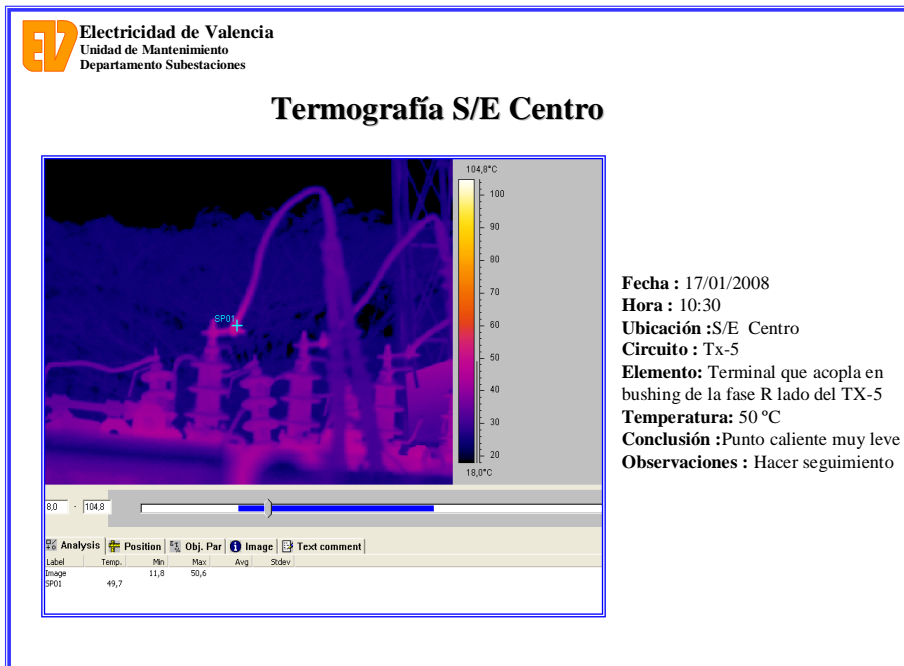 EV
Electricidad de Valencia
Unidad de Mantenimiento
Departamento Subestaciones
Termografía S/E Centro
104,8°C
100
90
80
70
60
50
40
30
20
18,0°C
SP01
8,0 - 104,8
Analysis Position Obj. Par Image Text comment
Label Temp. Min Max Avg Stdev
Image 11,8 50,6
SP01 49,7
Fecha : 17/01/2008
Hora : 10:30
Ubicación :S/E Centro
Circuito : Tx-5
Elemento: Terminal que acopla en
bushing de la fase R lado del TX-5
Temperatura: 50 ºC
Conclusión :Punto caliente muy leve
Observaciones : Hacer seguimiento